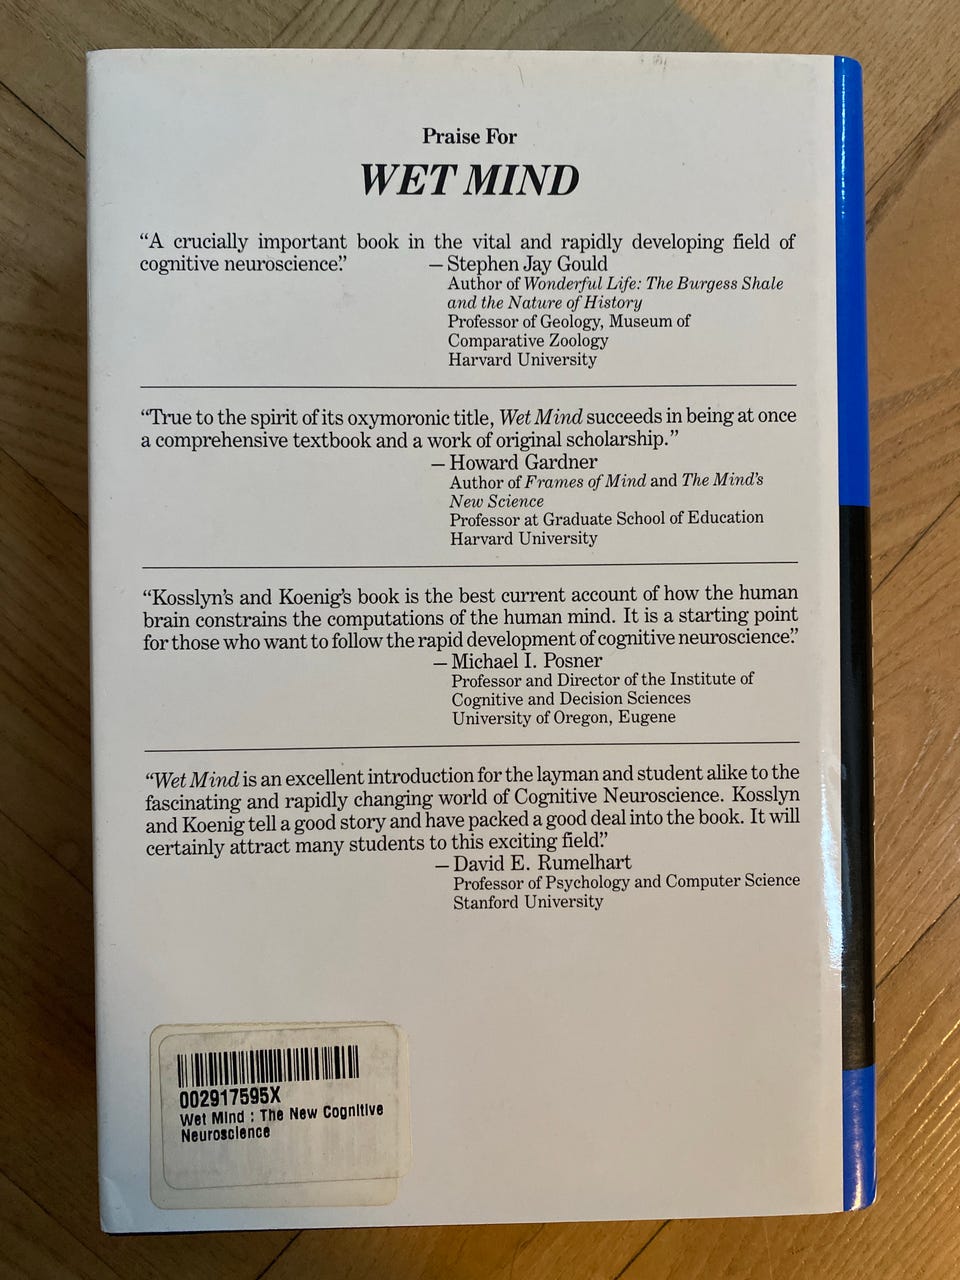 Praise For
WET MIND
“A crucially important book in the vital and rapidly developing field of
cognitive neuroscience.” — Stephen Jay Gould
Author of Wonderful Life: The Burgess Shale
and the Nature of History
Professor of Geology, Museum of
Comparative Zoology
Harvard University
“True to the spirit of its oxymoronic title, Wet Mind succeeds in being at once
a comprehensive textbook and a work of original scholarship.”
— Howard Gardner
Author of Frames of Mind and The Mind's
New Science
Professor at Graduate School of Education
Harvard University
“Kosslyn's and Koenig's book is the best current account of how the human
brain constrains the computations of the human mind. It is a starting point
for those who want to follow the rapid development of cognitive neuroscience.”
— Michael I. Posner
Professor and Director of the Institute of
Cognitive and Decision Sciences
University of Oregon, Eugene
“Wet Mind is an excellent introduction for the layman and student alike to the
fascinating and rapidly changing world of Cognitive Neuroscience. Kosslyn
and Koenig tell a good story and have packed a good deal into the book. It will
certainly attract many students to this exciting field.”
— David E. Rumelhart
Professor of Psychology and Computer Science
Stanford University
002917595X
Wet Mind : The New Cognitive
Neuroscience